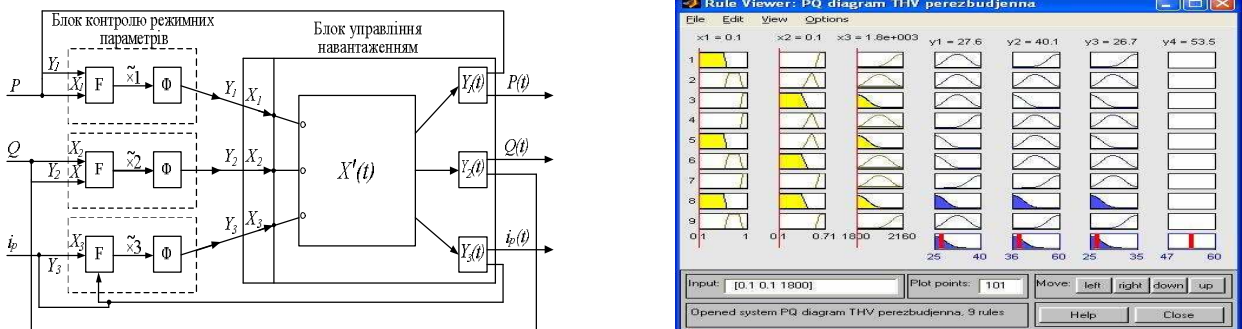 Блок контролю режимних
параметрів
Блок управління
навантаженням
Y1
P
X1
F
x̃1
Ф
Y1
X1
Y1(t)
P(t)
Q
X2
Y2
X
F
x̃2
Ф
Y2
X2
X'(t)
Y2(t)
Q(t)
ip
X3
Y3
F
x̃3
Ф
Y3
X3
Y3(t)
ip(t)
Rule Viewer: PQ diagram THV perezbudjenna
File Edit View Options
x1 = 0.1 x2 = 0.1 x3 = 1.8e+003 y1 = 27.6 y2 = 40.1 y3 = 26.7 y4 = 53.5
1
2
3
4
5
6
7
8
9
0.1 1 0.1 0.71 1800 2160
25 40 36 60 25 35 47 60
Input: [0.1 0.1 1800] Plot points: 101 Move: left right down up
Opened system PQ diagram THV perezbudjenna, 9 rules Help Close